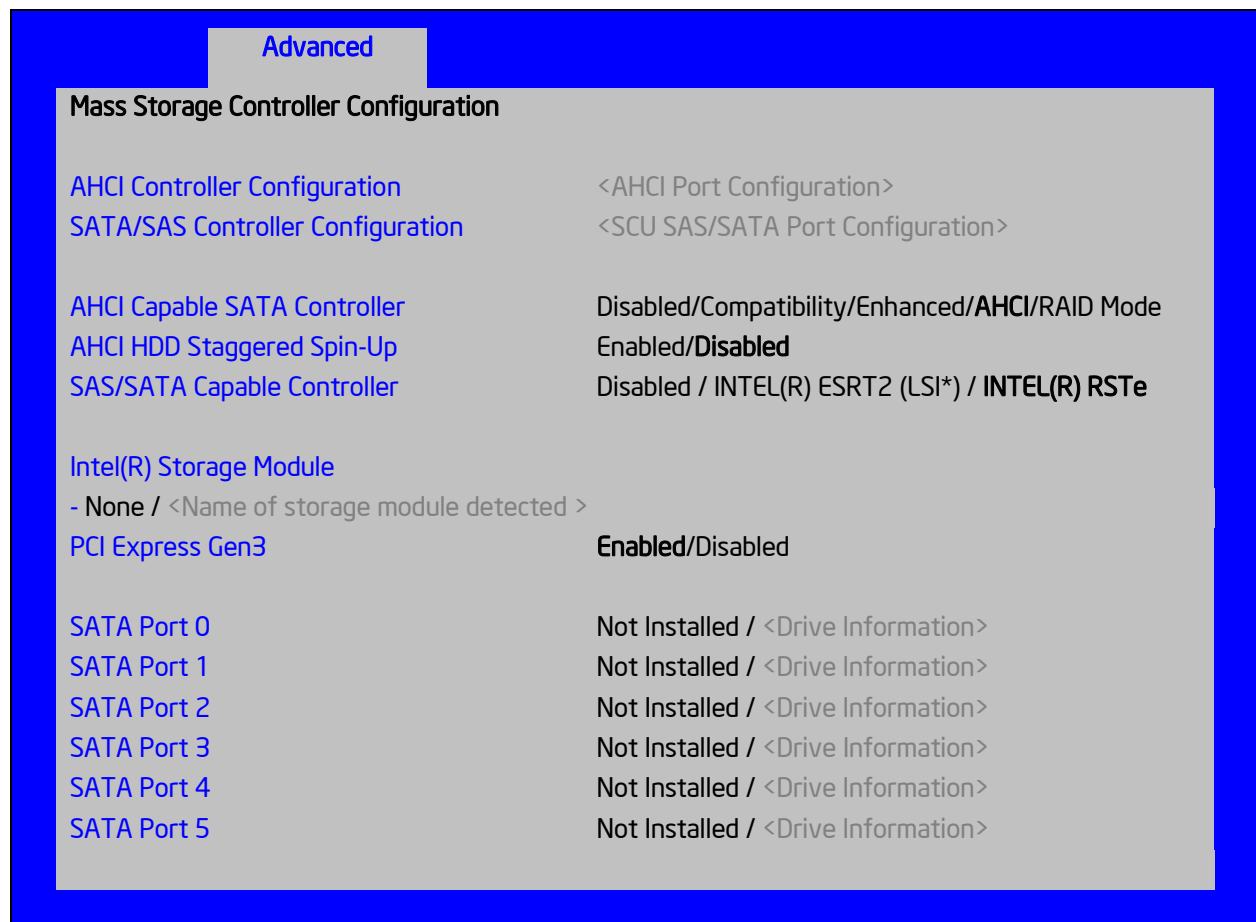 Advanced
Mass Storage Controller Configuration
AHCI Controller Configuration <AHCI Port Configuration>
SATA/SAS Controller Configuration <SCU SAS/SATA Port Configuration>
AHCI Capable SATA Controller Disabled/Compatibility/Enhanced/AHCI/RAID Mode
AHCI HDD Staggered Spin-Up Enabled/Disabled
SAS/SATA Capable Controller Disabled / INTEL(R) ESRT2 (LSI*) / INTEL(R) RSTe
Intel(R) Storage Module
- None / <Name of storage module detected >
PCI Express Gen3 Enabled/Disabled
SATA Port 0 Not Installed / <Drive Information>
SATA Port 1 Not Installed / <Drive Information>
SATA Port 2 Not Installed / <Drive Information>
SATA Port 3 Not Installed / <Drive Information>
SATA Port 4 Not Installed / <Drive Information>
SATA Port 5 Not Installed / <Drive Information>